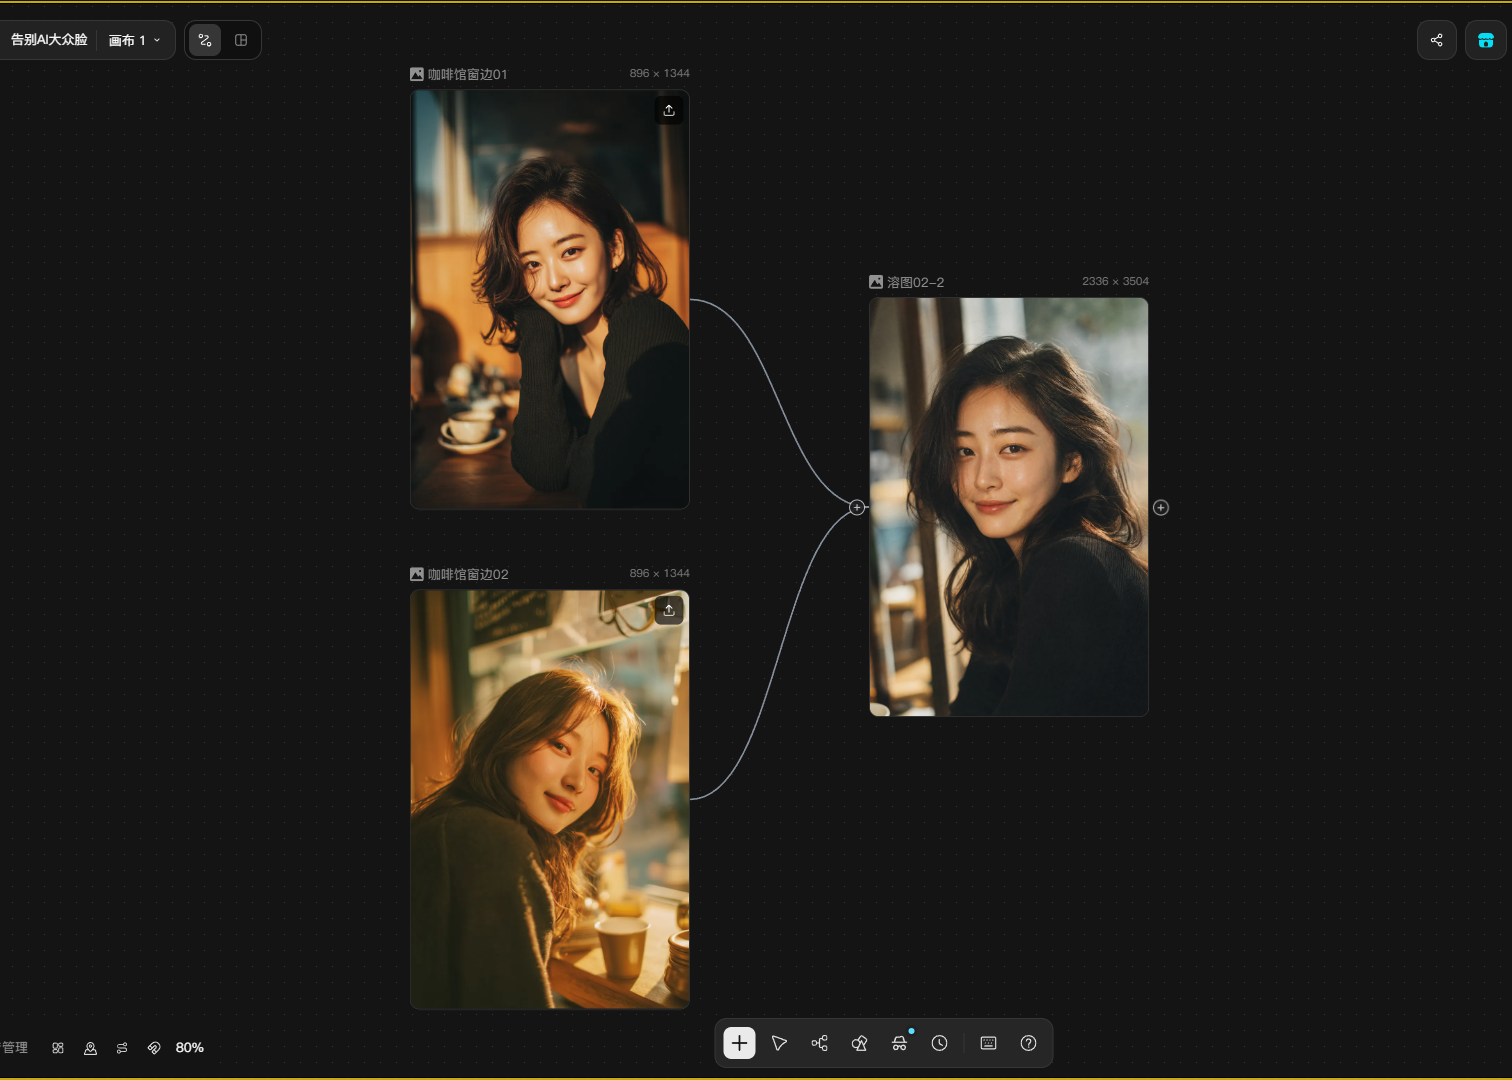 告别AI大众脸
画布 1
咖啡馆窗边01
896 × 1344
溶图02-2
2336 × 3504
咖啡馆窗边02
896 × 1344
管理
80%